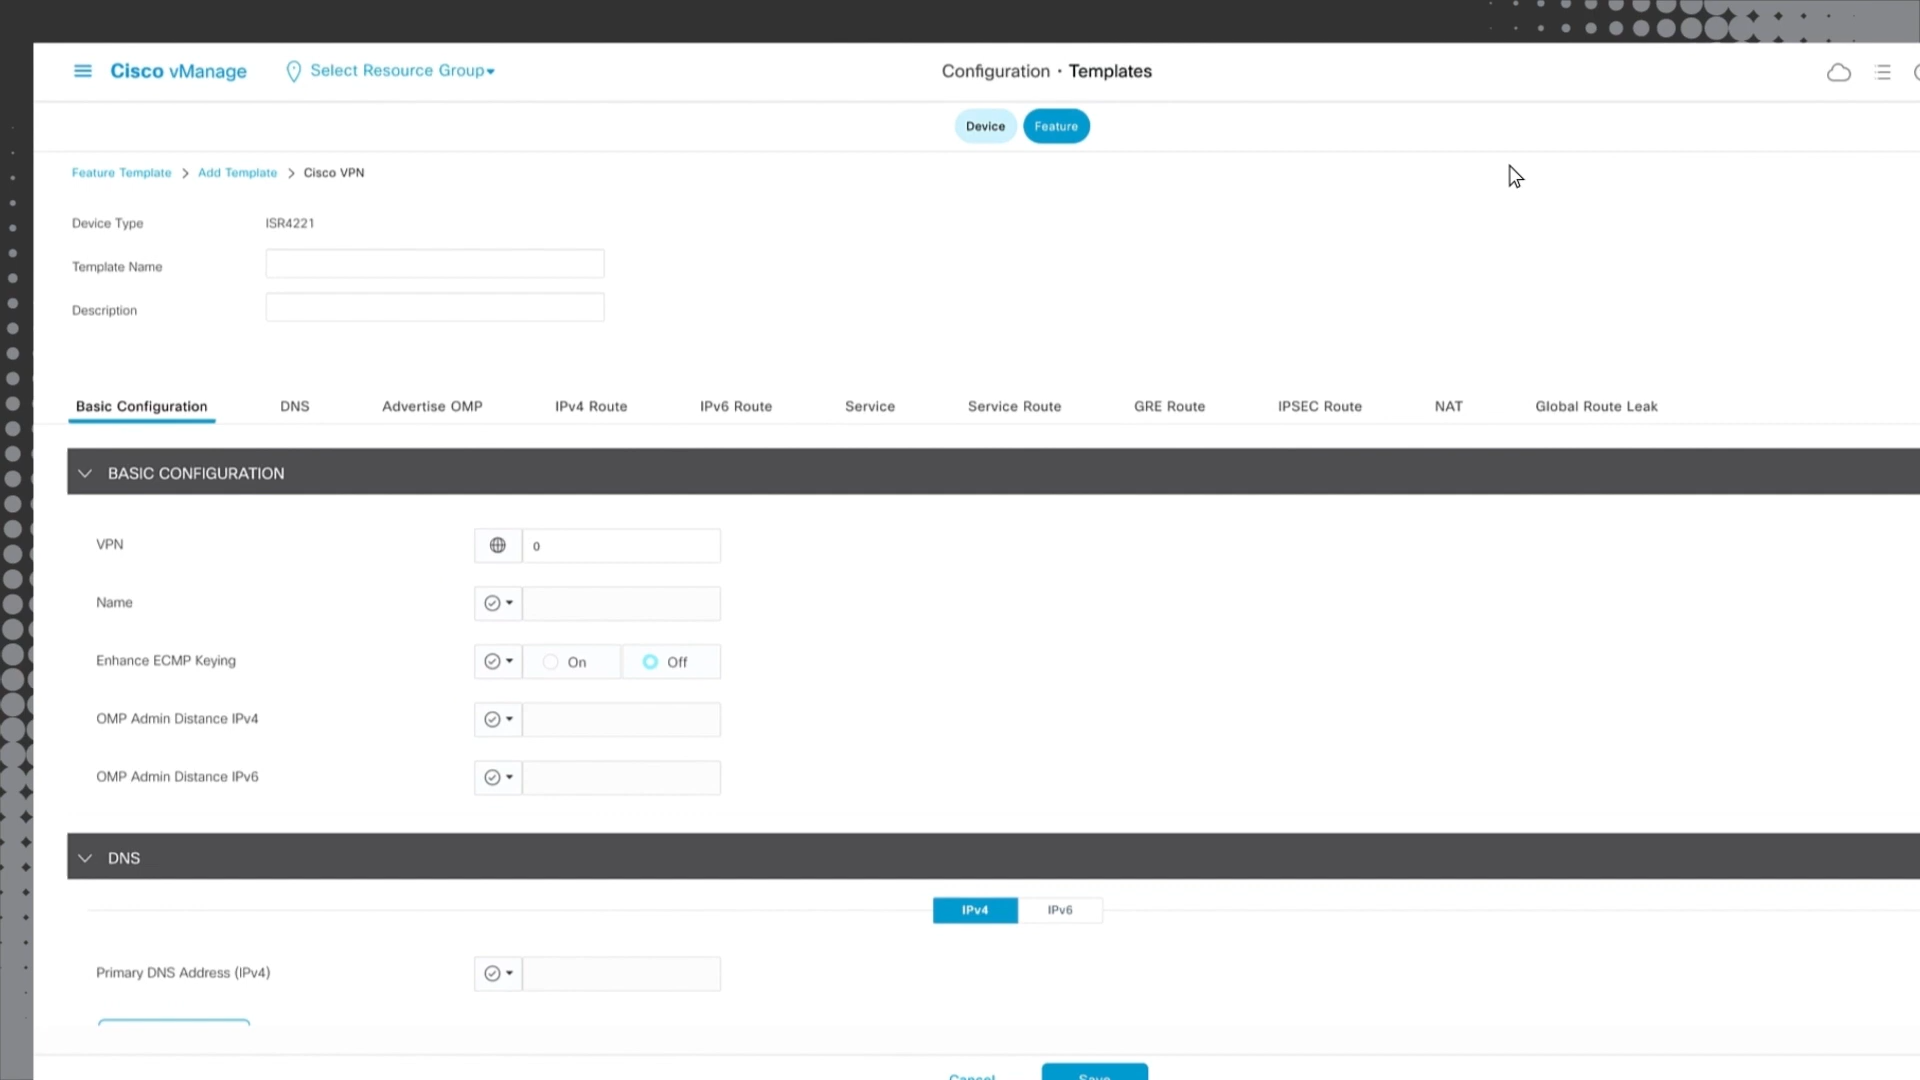 Cisco vManage Select Resource Group Configuration · Templates
Device Feature
Feature Template > Add Template > Cisco VPN
Device Type ISR4221
Template Name
Description
Basic Configuration DNS Advertise OMP IPv4 Route IPv6 Route Service Service Route GRE Route IPSEC Route NAT Global Route Leak
BASIC CONFIGURATION
VPN 0
Name
Enhance ECMP Keying On Off
OMP Admin Distance IPv4
OMP Admin Distance IPv6
DNS
IPv4 IPv6
Primary DNS Address (IPv4)
Cancel Save